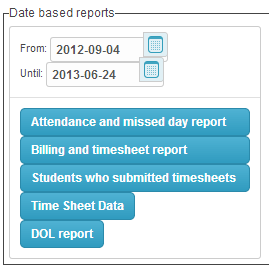 Date based reports
From: 2012-09-04
Until: 2013-06-24
Attendance and missed day report
Billing and timesheet report
Students who submitted timesheets
Time Sheet Data
DOL report